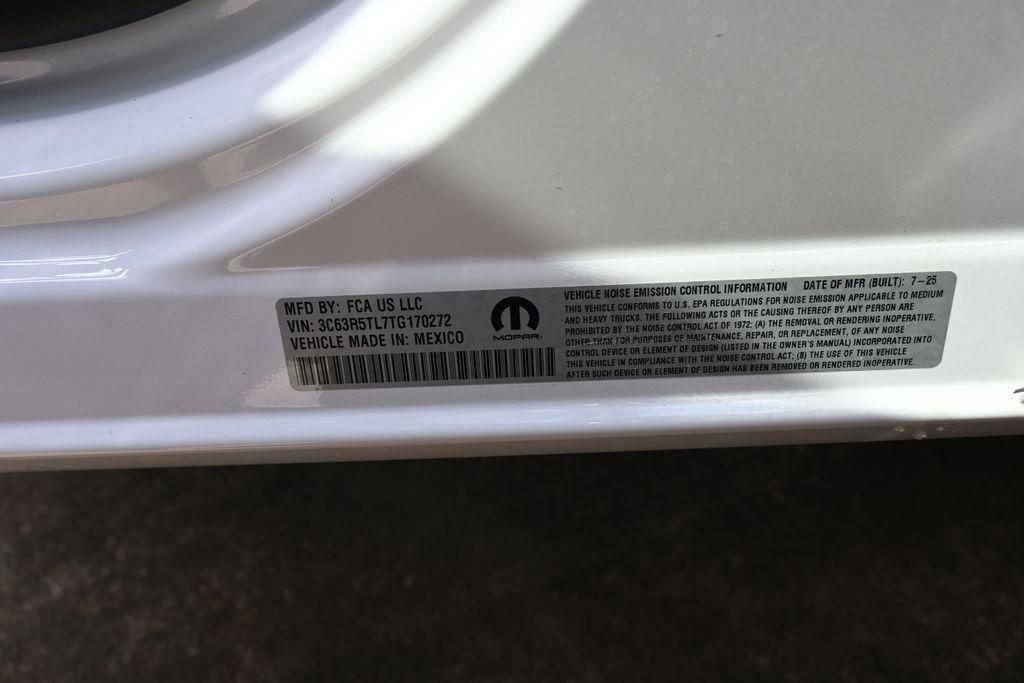 MFD BY: FCA US LLC
VIN: 3C63R5TL7TG170272
VEHICLE MADE IN: MEXICO
MOPAR.
VEHICLE NOISE EMISSION CONTROL INFORMATION DATE OF MFR (BUILT): 7-25
THIS VEHICLE CONFORMS TO U.S. EPA REGULATIONS FOR NOISE EMISSION APPLICABLE TO MEDIUM
AND HEAVY TRUCKS. THE FOLLOWING ACTS OR THE CAUSING THEREOF BY ANY PERSON ARE
PROHIBITED BY THE NOISE CONTROL ACT OF 1972: (A) THE REMOVAL OR RENDERING INOPERATIVE,
OTHER THAN FOR PURPOSES OF MAINTENANCE, REPAIR, OR REPLACEMENT, OF ANY NOISE
CONTROL DEVICE OR ELEMENT OF DESIGN (LISTED IN THE OWNER'S MANUAL) INCORPORATED INTO
THIS VEHICLE IN COMPLIANCE WITH THE NOISE CONTROL ACT; (B) THE USE OF THIS VEHICLE
AFTER SUCH DEVICE OR ELEMENT OF DESIGN HAS BEEN REMOVED OR RENDERED INOPERATIVE.